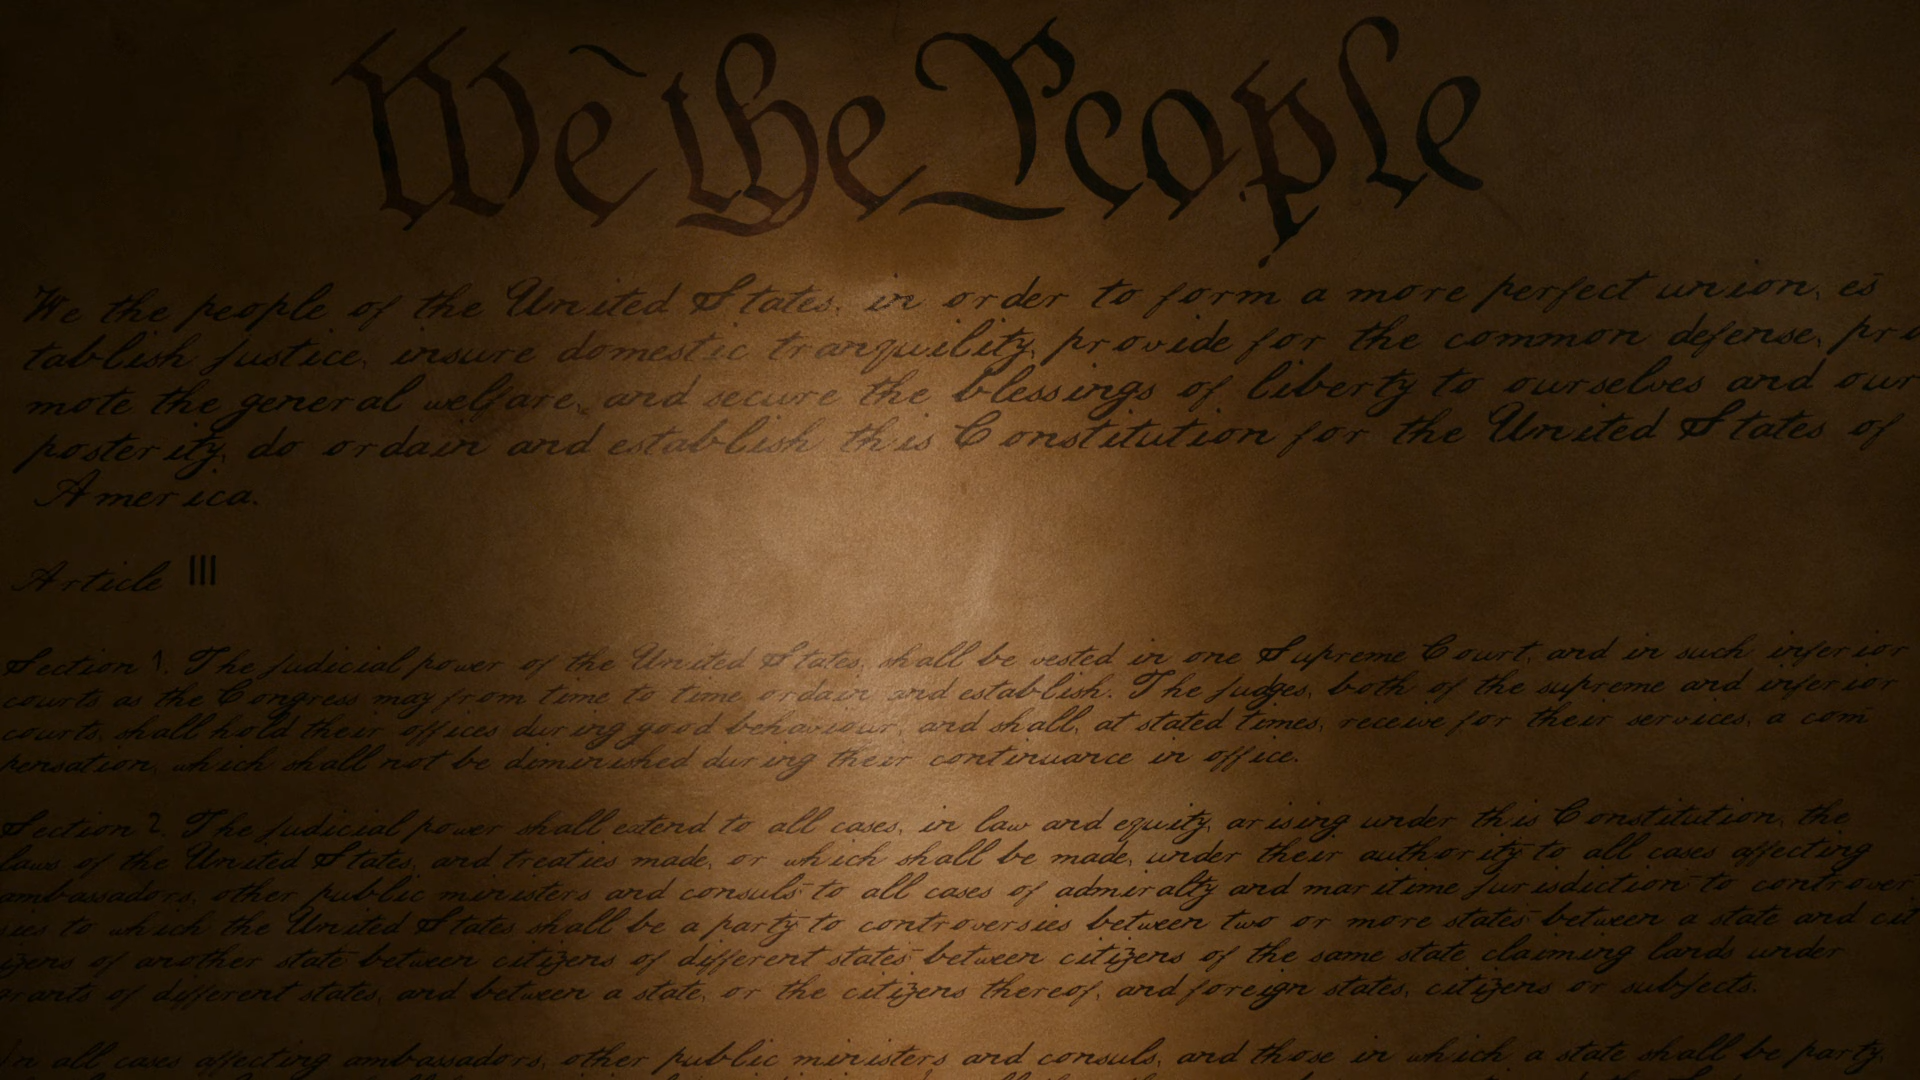 We the People
We the people of the United States, in order to form a more perfect union, es
tablish justice, insure domestic tranquility, provide for the common defense, pro
mote the general welfare, and secure the blessings of liberty to ourselves and our
posterity, do ordain and establish this Constitution for the United States of
America.
Article III
Section 1. The judicial power of the United States, shall be vested in one Supreme Court, and in such inferior
courts as the Congress may from time to time ordain and establish. The judges, both of the supreme and inferior
courts, shall hold their offices during good behaviour, and shall, at stated times, receive for their services, a com
pensation, which shall not be diminished during their continuance in office.
Section 2. The judicial power shall extend to all cases, in law and equity, arising under this Constitution, the
laws of the United States, and treaties made, or which shall be made, under their authority to all cases affecting
ambassadors, other public ministers and consuls to all cases of admiralty and maritime jurisdiction to controver
sies to which the United States shall be a party to controversies between two or more states between a state and cit
izens of another state between citizens of different states between citizens of the same state claiming lands under
grants of different states, and between a state, or the citizens thereof, and foreign states, citizens or subjects.
In all cases affecting ambassadors, other public ministers and consuls, and those in which a state shall be party,